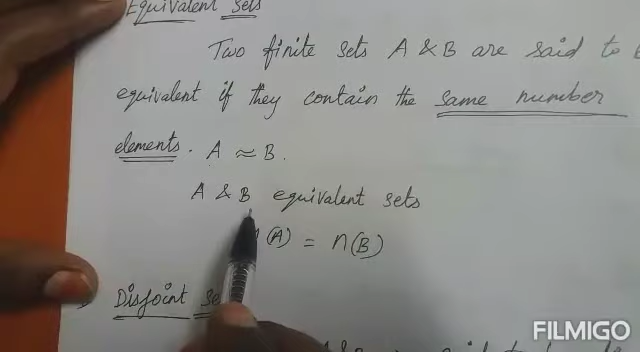 Equivalent Sets
Two finite sets A & B are said to
equivalent if they contain the same number
elements. A ≈ B.
A & B equivalent sets
(A) = n(B)
Disjoint
FILMIGO